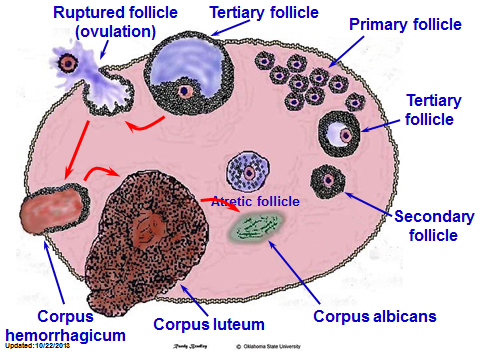 Ruptured follicle
(ovulation)
Tertiary follicle
Primary follicle
Tertiary
follicle
Atretic follicle
Secondary
follicle
Corpus
hemorrhagicum
Corpus luteum
Corpus albicans
Updated: 10/22/2013
© Oklahoma State University